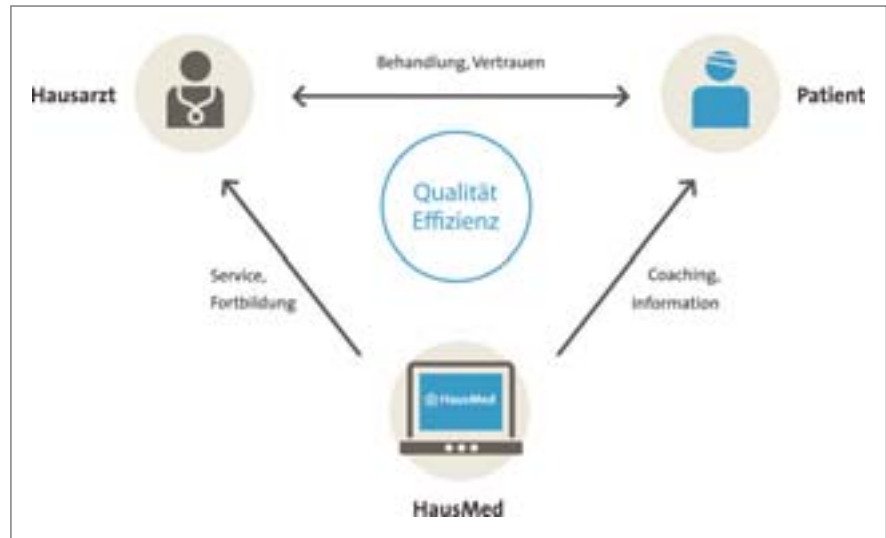 Behandlung, Vertrauen
Hausarzt
Patient
Qualität
Effizienz
Service,
Fortbildung
Coaching,
Information
HausMed
HausMed